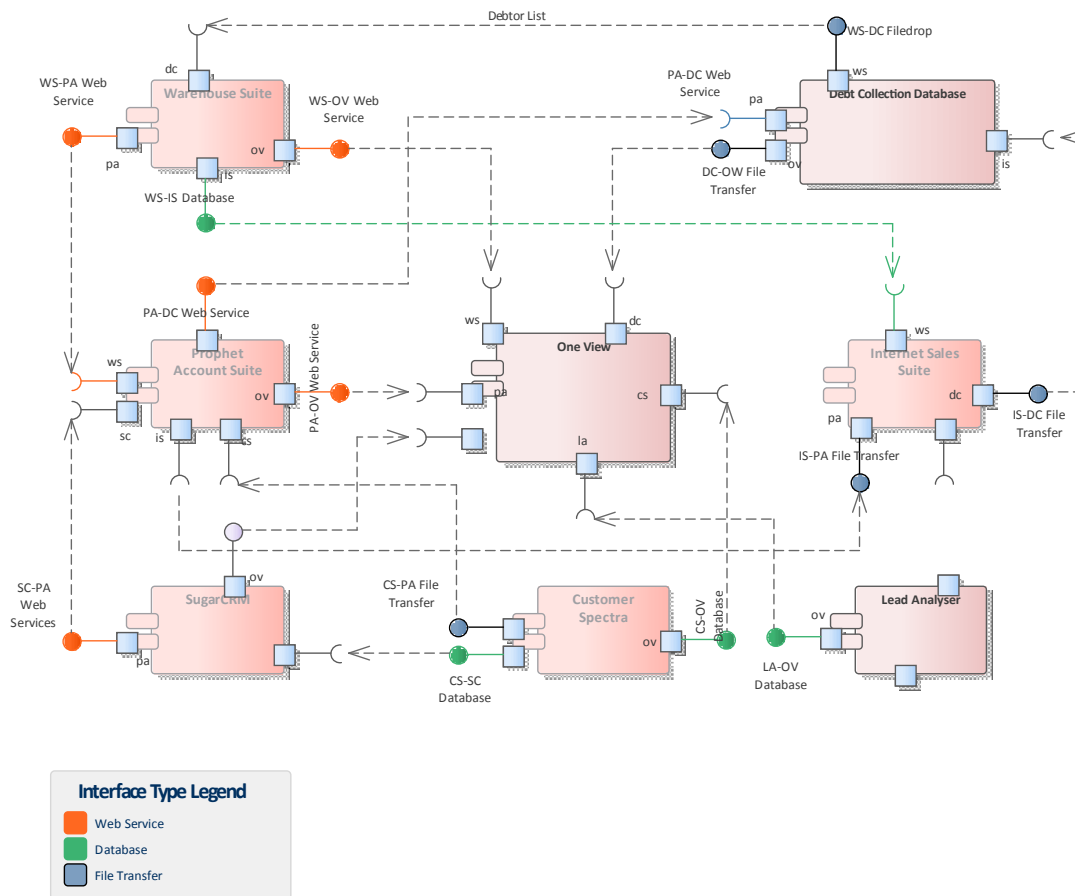 Debtor List
WS-DC Filedrop
dc
ws
WS-PA Web
Service
Warehouse Suite
WS-OV Web
Service
PA-DC Web
Service
pa
Debt Collection Database
pa
ov
is
WS-IS Database
ov
DC-OW File
Transfer
is
PA-DC Web Service
ws
Prophet
Account Suite
ov
sc
is
cs
PA-OV Web Service
ws
dc
One View
pa
cs
la
ws
Internet Sales
Suite
dc
pa
IS-DC File
Transfer
IS-PA File Transfer
SC-PA
Web
Services
ov
SugarCRM
pa
CS-PA File
Transfer
Customer
Spectra
ov
CS-OV
Database
CS-SC
Database
ov
Lead Analyser
LA-OV
Database
Interface Type Legend
Web Service
Database
File Transfer